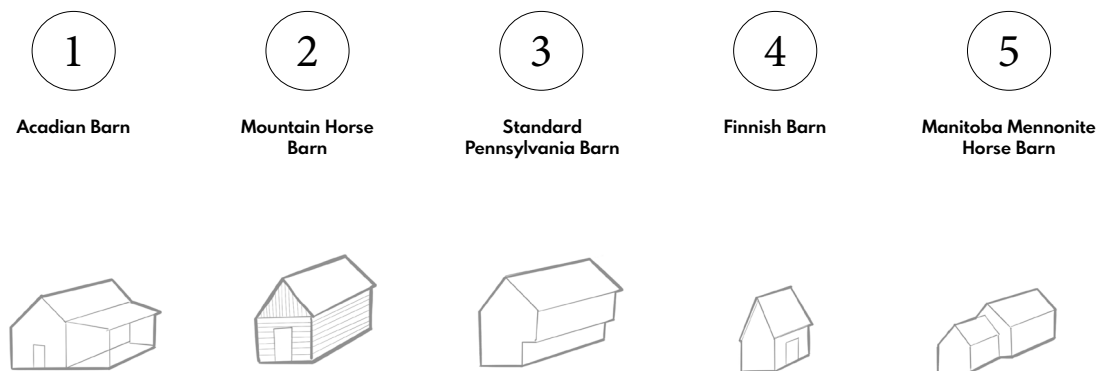 1
2
3
4
5
Acadian Barn
Mountain Horse
Barn
Standard
Pennsylvania Barn
Finnish Barn
Manitoba Mennonite
Horse Barn